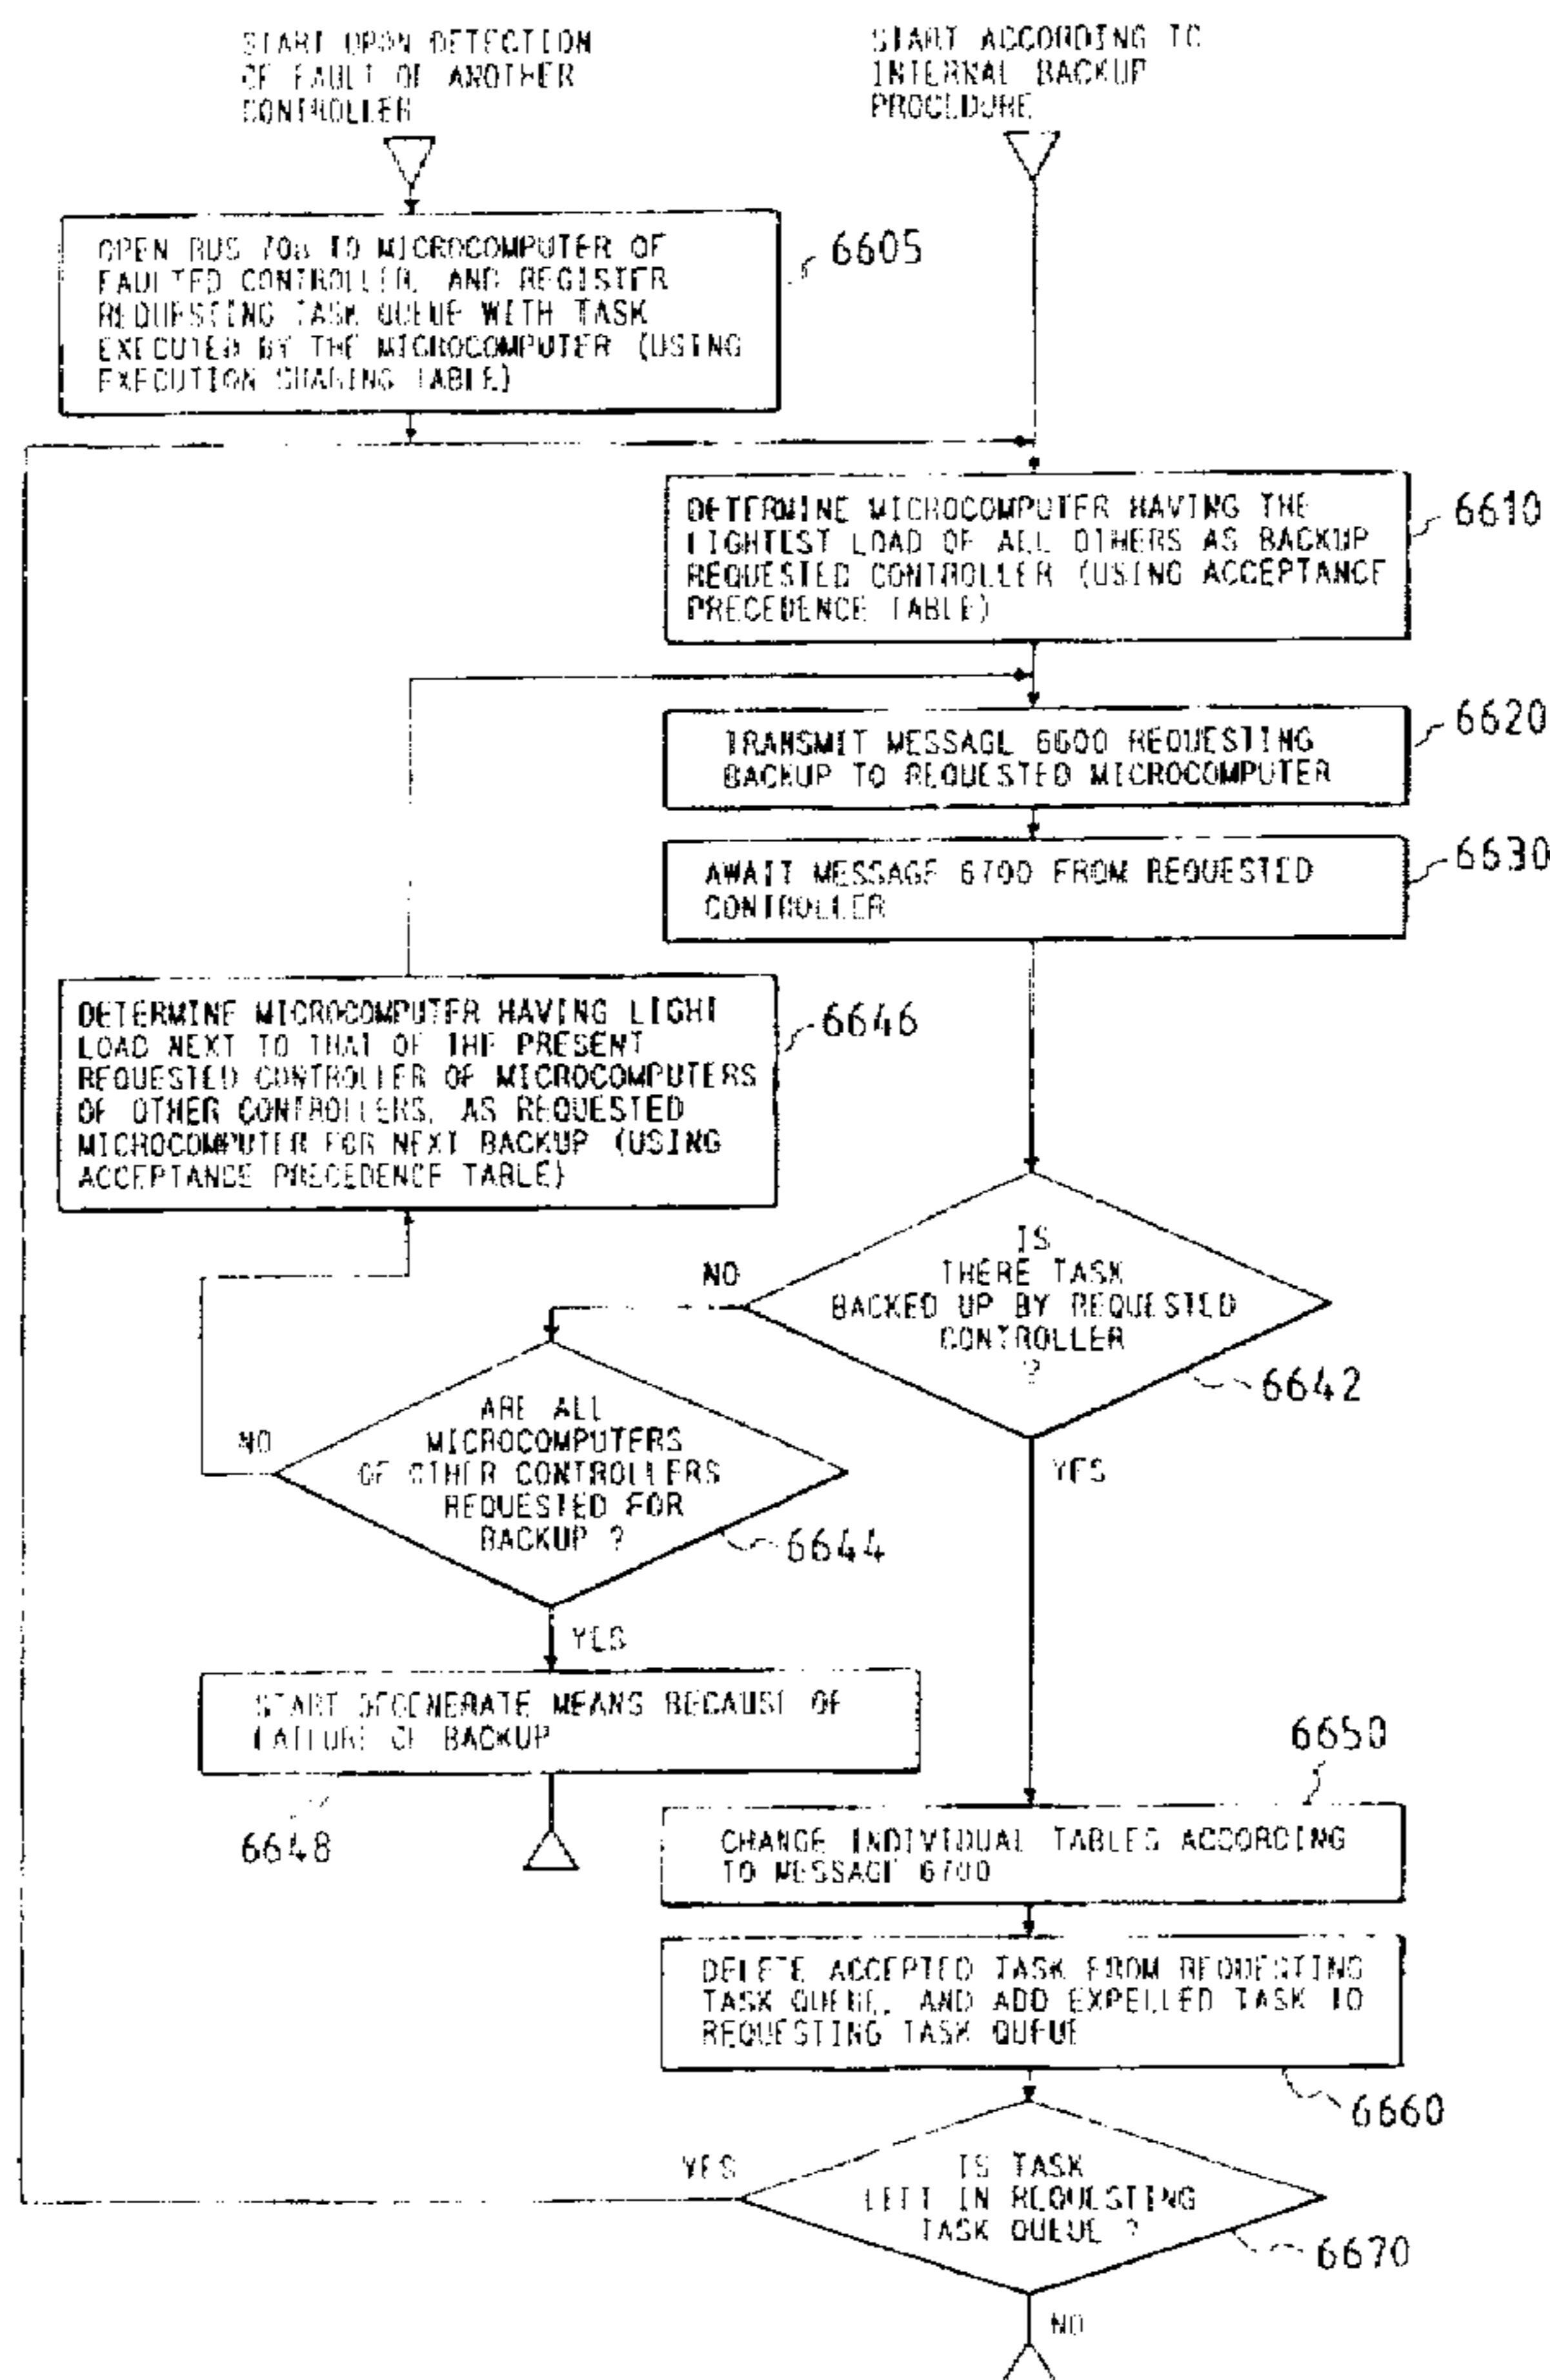 START UPON DETECTION
OF FAULT OF ANOTHER
CONTROLLER
START ACCORDING TO
INTERNAL BACKUP
PROCEDURE
OPEN BUS 70B TO MICROCOMPUTER OF
FAULTED CONTROLLER, AND REGISTER
REQUESTING TASK QUEUE WITH TASK
EXECUTED BY THE MICROCOMPUTER (USING
EXECUTION SHARING TABLE)
6605
DETERMINE MICROCOMPUTER HAVING THE
LIGHTEST LOAD OF ALL OTHERS AS BACKUP
REQUESTED CONTROLLER (USING ACCEPTANCE
PRECEDENCE TABLE)
6610
TRANSMIT MESSAGE 6600 REQUESTING
BACKUP TO REQUESTED MICROCOMPUTER
6620
AWAIT MESSAGE 6700 FROM REQUESTED
CONTROLLER
6630
DETERMINE MICROCOMPUTER HAVING LIGHT
LOAD NEXT TO THAT OF THE PRESENT
REQUESTED CONTROLLER OF MICROCOMPUTERS
OF OTHER CONTROLLERS, AS REQUESTED
MICROCOMPUTER FOR NEXT BACKUP (USING
ACCEPTANCE PRECEDENCE TABLE)
6646
IS
THERE TASK
BACKED UP BY REQUESTED
CONTROLLER
?
NO
6642
YES
ARE ALL
MICROCOMPUTERS
OF OTHER CONTROLLERS
REQUESTED FOR
BACKUP ?
NO
6644
YES
START DEGENERATE MEANS BECAUSE OF
FAILURE OF BACKUP
6648
6650
CHANGE INDIVIDUAL TABLES ACCORDING
TO MESSAGE 6700
DELETE ACCEPTED TASK FROM REQUESTING
TASK QUEUE, AND ADD EXPELLED TASK TO
REQUESTING TASK QUEUE
6660
YES
IS TASK
LEFT IN REQUESTING
TASK QUEUE ?
6670
NO